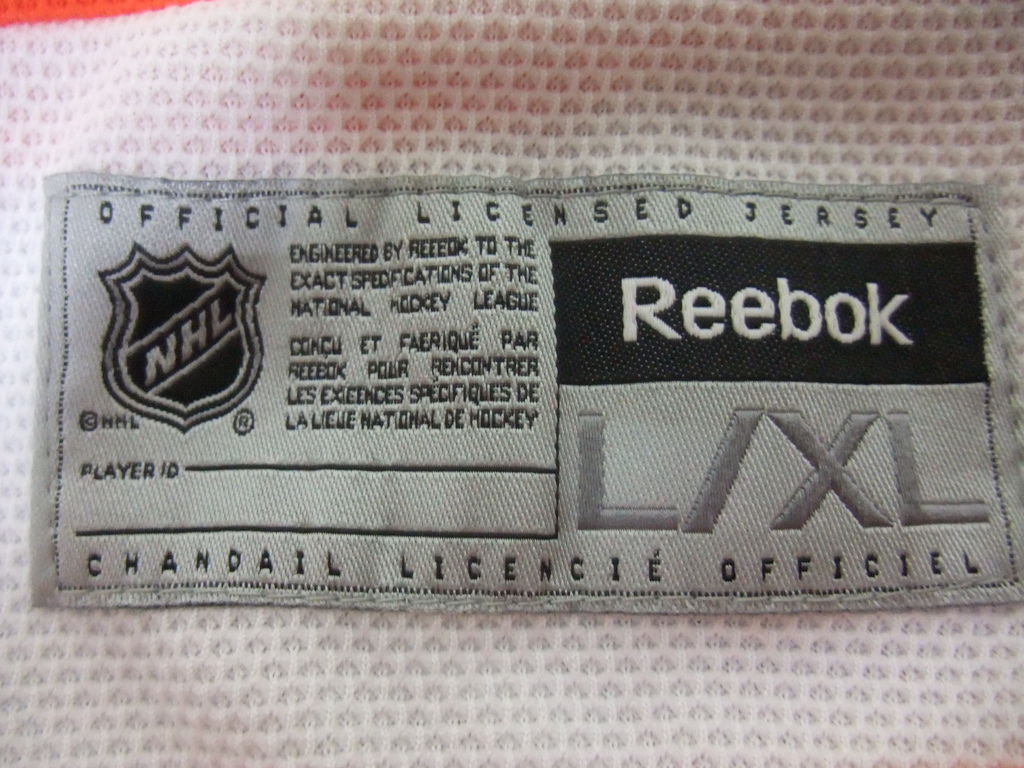 OFFICIAL LICENSED JERSEY
NHL
© NHL ®
ENGINEERED BY REEBOK TO THE
EXACT SPECIFICATIONS OF THE
NATIONAL HOCKEY LEAGUE
CONCU ET FABRIQUÉ PAR
REEBOK POUR RENCONTRER
LES EXIGENCES SPÉCIFIQUES DE
LA LIGUE NATIONAL DE HOCKEY
PLAYER ID
Reebok
L/XL
CHANDAIL LICENCIÉ OFFICIEL